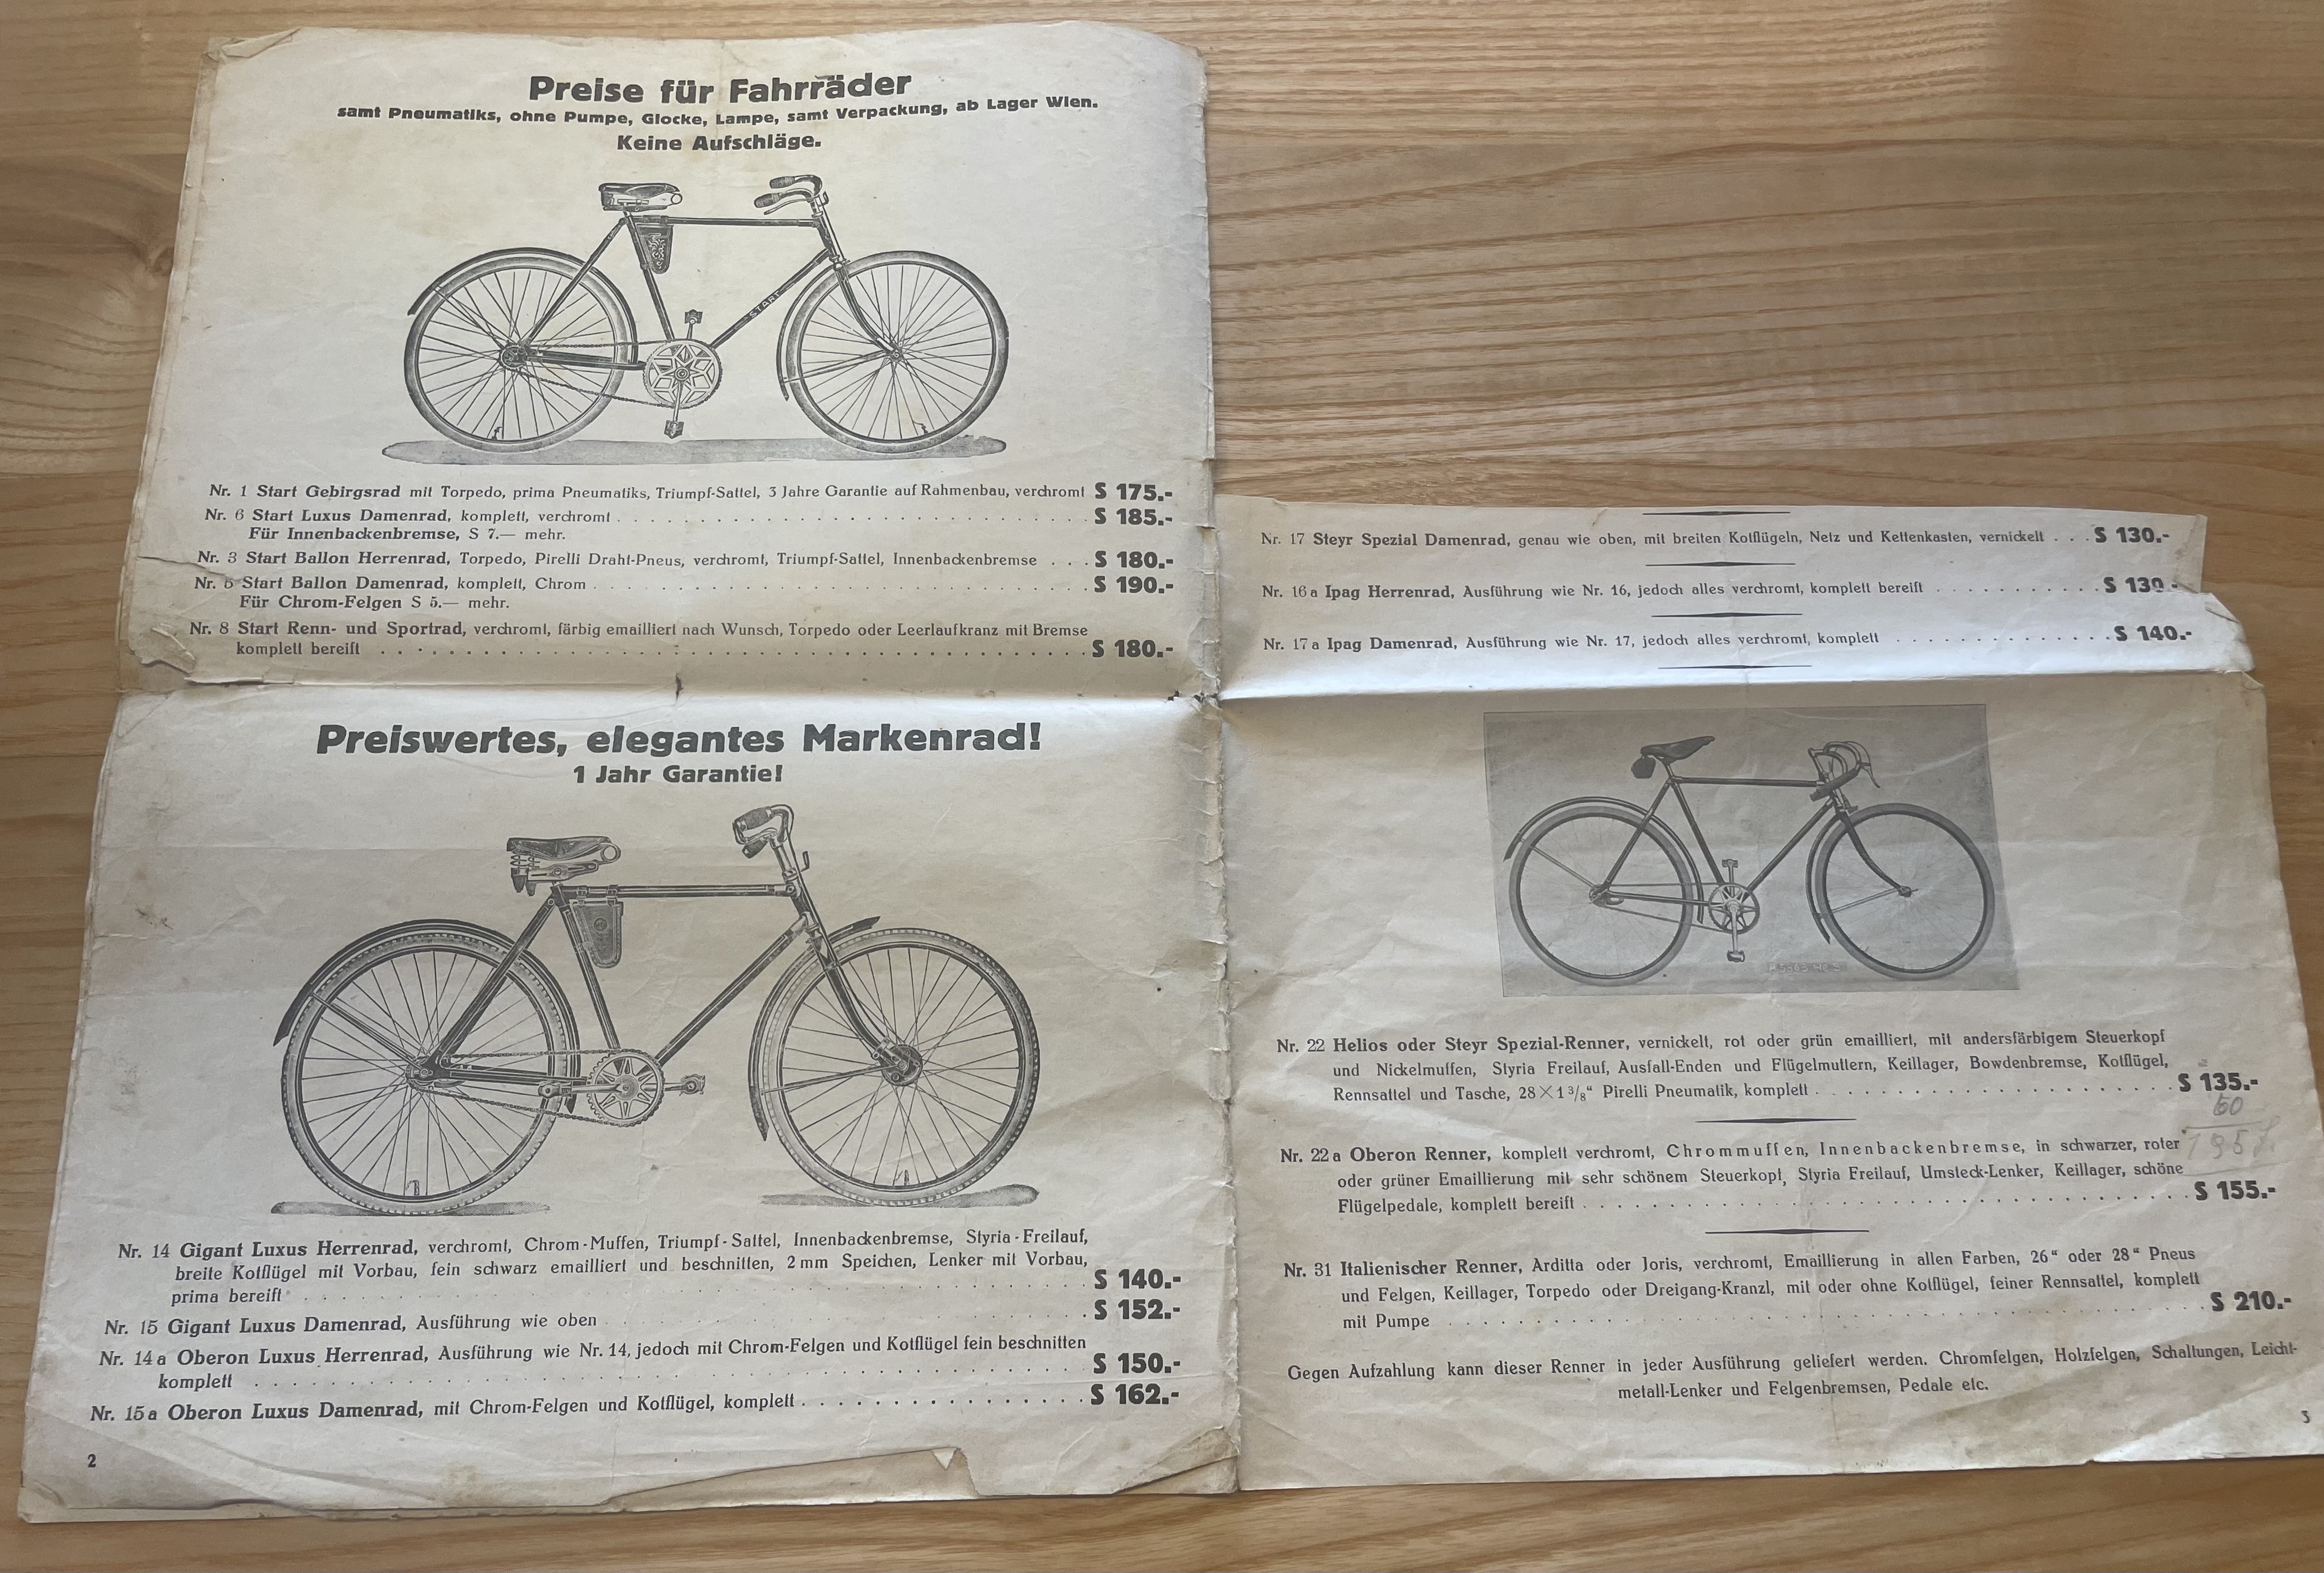 Preise für Fahrräder
samt Pneumatiks, ohne Pumpe, Glocke, Lampe, samt Verpackung, ab Lager Wien.
Keine Aufschläge.
START
Nr. 1 Start Gebirgsrad mit Torpedo, prima Pneumatiks, Triumpf-Sattel, 3 Jahre Garantie auf Rahmenbau, verchromt S 175.-
Nr. 6 Start Luxus Damenrad, komplett, verchromt . . . . . . . . . . S 185.-
Für Innenbackenbremse, S 7.— mehr.
Nr. 3 Start Ballon Herrenrad, Torpedo, Pirelli Draht-Pneus, verchromt, Triumpf-Sattel, Innenbackenbremse . . . S 180.-
Nr. 5 Start Ballon Damenrad, komplett, Chrom . . . . . . . . . . S 190.-
Für Chrom-Felgen S 5.— mehr.
Nr. 8 Start Renn- und Sportrad, verchromt, färbig emailliert nach Wunsch, Torpedo oder Leerlaufkranz mit Bremse
komplett bereift . . . . . . . . . . S 180.-
Preiswertes, elegantes Markenrad!
1 Jahr Garantie!
Nr. 14 Gigant Luxus Herrenrad, verchromt, Chrom-Muffen, Triumpf-Sattel, Innenbackenbremse, Styria-Freilauf,
breite Kotflügel mit Vorbau, fein schwarz emailliert und beschnitten, 2 mm Speichen, Lenker mit Vorbau,
prima bereift . . . . . . . . . . S 140.-
Nr. 15 Gigant Luxus Damenrad, Ausführung wie oben . . . . . . . . . . S 152.-
Nr. 14a Oberon Luxus Herrenrad, Ausführung wie Nr. 14, jedoch mit Chrom-Felgen und Kotflügel fein beschnitten
komplett . . . . . . . . . . S 150.-
Nr. 15a Oberon Luxus Damenrad, mit Chrom-Felgen und Kotflügel, komplett . . . . . . . . . . S 162.-
2
Nr. 17 Steyr Spezial Damenrad, genau wie oben, mit breiten Kotflügeln, Netz und Kettenkasten, vernickelt . . . S 130.-
Nr. 16a Ipag Herrenrad, Ausführung wie Nr. 16, jedoch alles verchromt, komplett bereift . . . . . . . . . . S 130.-
Nr. 17a Ipag Damenrad, Ausführung wie Nr. 17, jedoch alles verchromt, komplett . . . . . . . . . . S 140.-
Nr. 22 Helios oder Steyr Spezial-Renner, vernickelt, rot oder grün emailliert, mit andersfärbigem Steuerkopf
und Nickelmuffen, Styria Freilauf, Ausfall-Enden und Flügelmuttern, Keillager, Bowdenbremse, Kotflügel,
Rennsattel und Tasche, 28×1 3/8“ Pirelli Pneumatik, komplett . . . . . . . . . . S 135.-
60
Nr. 22a Oberon Renner, komplett verchromt, Chrommuffen, Innenbackenbremse, in schwarzer, roter
oder grüner Emaillierung mit sehr schönem Steuerkopf, Styria Freilauf, Umsteck-Lenker, Keillager, schöne
Flügelpedale, komplett bereift . . . . . . . . . . S 155.-
Nr. 31 Italienischer Renner, Arditta oder Joris, verchromt, Emaillierung in allen Farben, 26“ oder 28“ Pneus
und Felgen, Keillager, Torpedo oder Dreigang-Kranzl, mit oder ohne Kotflügel, feiner Rennsattel, komplett
mit Pumpe . . . . . . . . . . S 210.-
Gegen Aufzahlung kann dieser Renner in jeder Ausführung geliefert werden. Chromfelgen, Holzfelgen, Schaltungen, Leicht-
metall-Lenker und Felgenbremsen, Pedale etc.